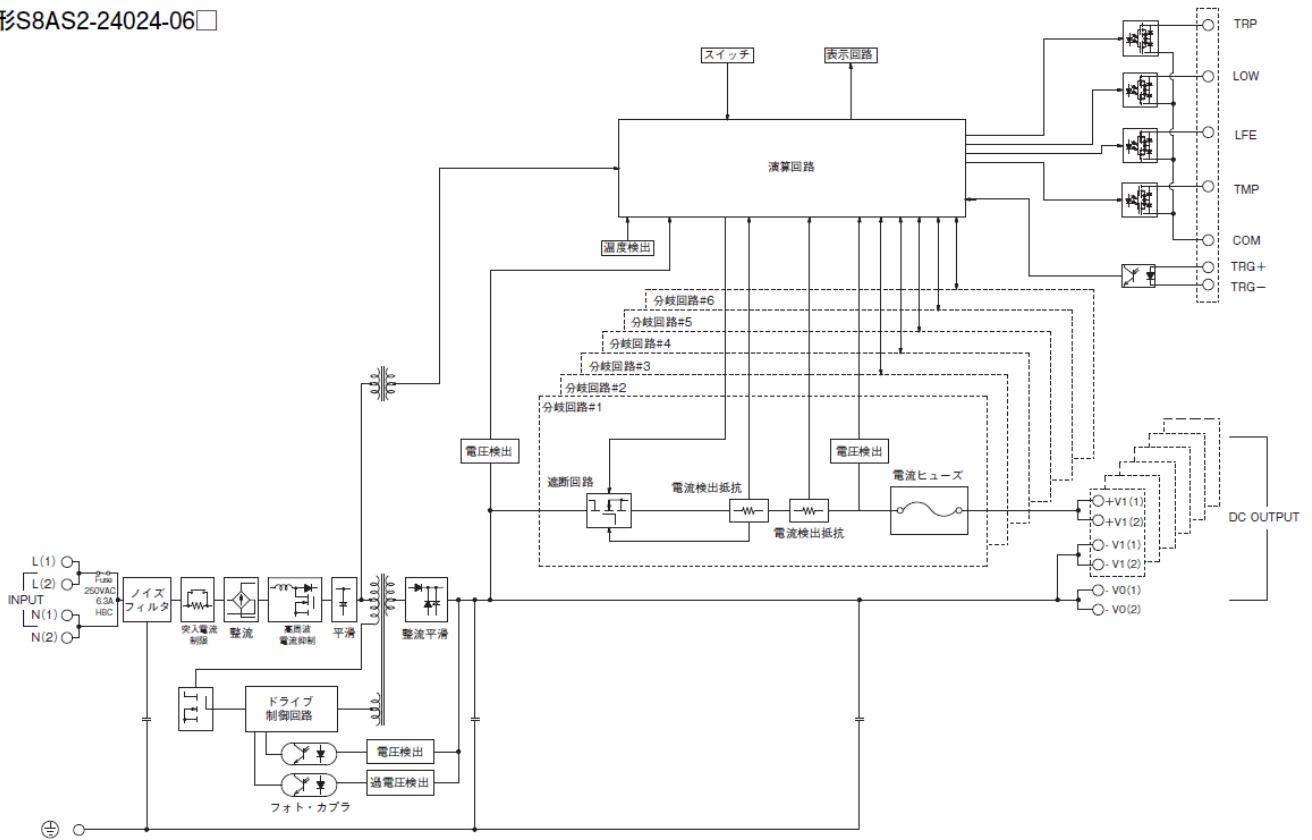 形S8AS2-24024-06□
スイッチ
表示回路
TRP
LOW
LFE
演算回路
TMP
COM
温度検出
TRG+
TRG−
分岐回路#6
分岐回路#5
分岐回路#4
分岐回路#3
分岐回路#2
分岐回路#1
電圧検出
電圧検出
遮断回路
電流検出抵抗
電流ヒューズ
電流検出抵抗
+V1(1)
+V1(2)
DC OUTPUT
- V1(1)
- V1(2)
- V0(1)
- V0(2)
L(1)
L(2)
INPUT
N(1)
N(2)
Fuse
250VAC
6.3A
HBC
ノイズ
フィルタ
突入電流
制限
整流
高周波
電流抑制
平滑
整流平滑
ドライブ
制御回路
電圧検出
過電圧検出
フォト・カプラ